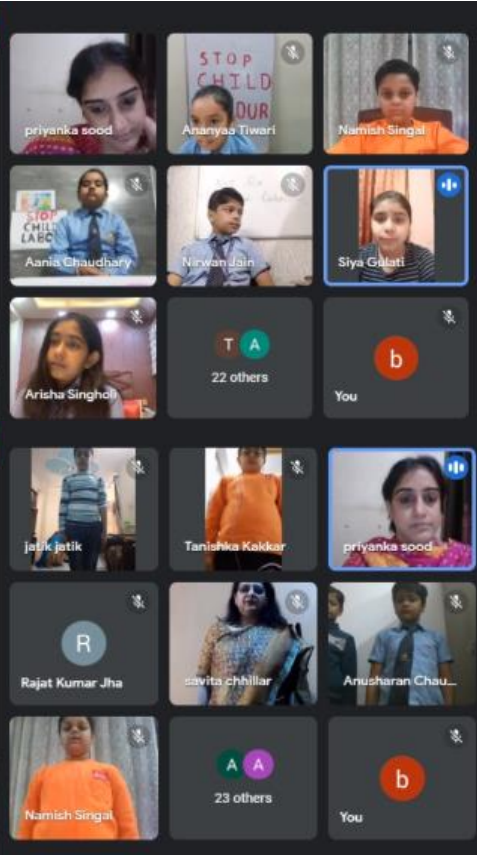 priyanka sood
STOP
CHILD
OUR
Ananyaa Tiwari
Namish Singal
STOP
CHILD
LABO
Aania Chaudhary
Nirwan Jain
Siya Gulati
Arisha Singholi
T A
22 others
b
You
jatik jatik
Tanishka Kakkar
priyanka sood
R
Rajat Kumar Jha
savita chhillar
Anusharan Chau...
Namish Singal
A A
23 others
b
You